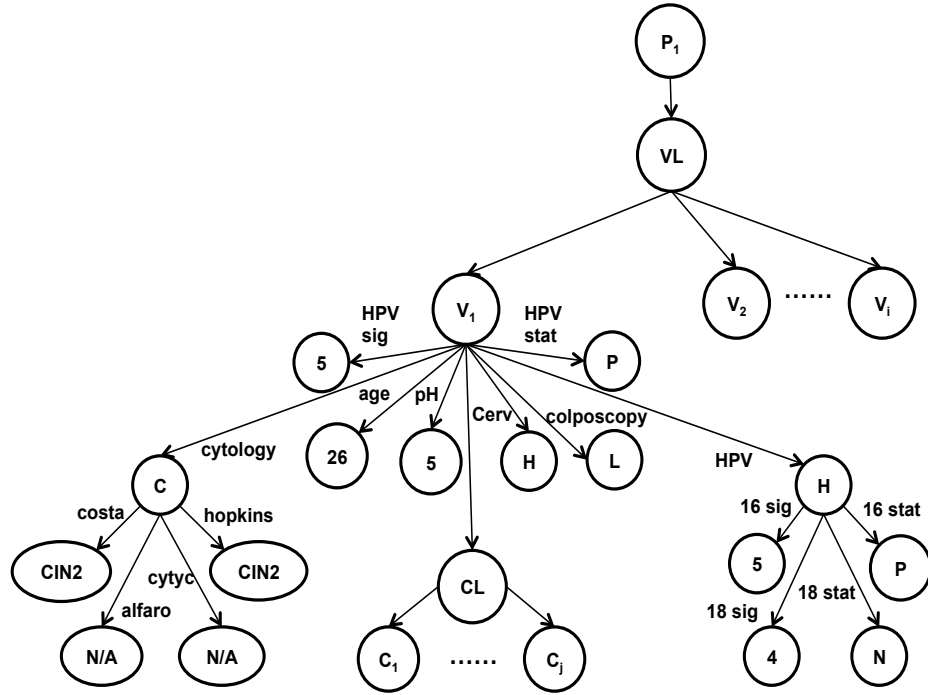 P1
VL
V1
V2
......
Vi
HPV
sig
HPV
stat
5
P
age
pH
Cerv
colposcopy
cytology
26
5
H
L
HPV
C
H
costa
hopkins
16 sig
16 stat
CIN2
CIN2
cytyc
alfaro
CL
5
P
18 sig
18 stat
N/A
N/A
C1
......
Cj
4
N